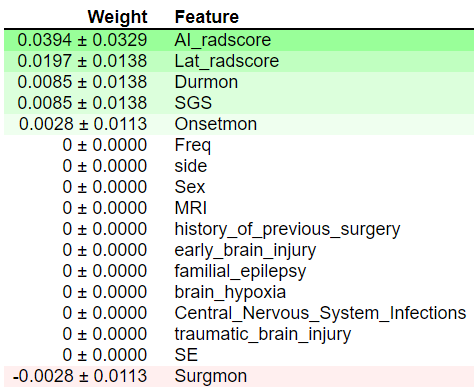 Weight Feature
0.0394 ± 0.0329 AI_radscore
0.0197 ± 0.0138 Lat_radscore
0.0085 ± 0.0138 Durmon
0.0085 ± 0.0138 SGS
0.0028 ± 0.0113 Onsetmon
0 ± 0.0000 Freq
0 ± 0.0000 side
0 ± 0.0000 Sex
0 ± 0.0000 MRI
0 ± 0.0000 history_of_previous_surgery
0 ± 0.0000 early_brain_injury
0 ± 0.0000 familial_epilepsy
0 ± 0.0000 brain_hypoxia
0 ± 0.0000 Central_Nervous_System_Infections
0 ± 0.0000 traumatic_brain_injury
0 ± 0.0000 SE
-0.0028 ± 0.0113 Surgmon